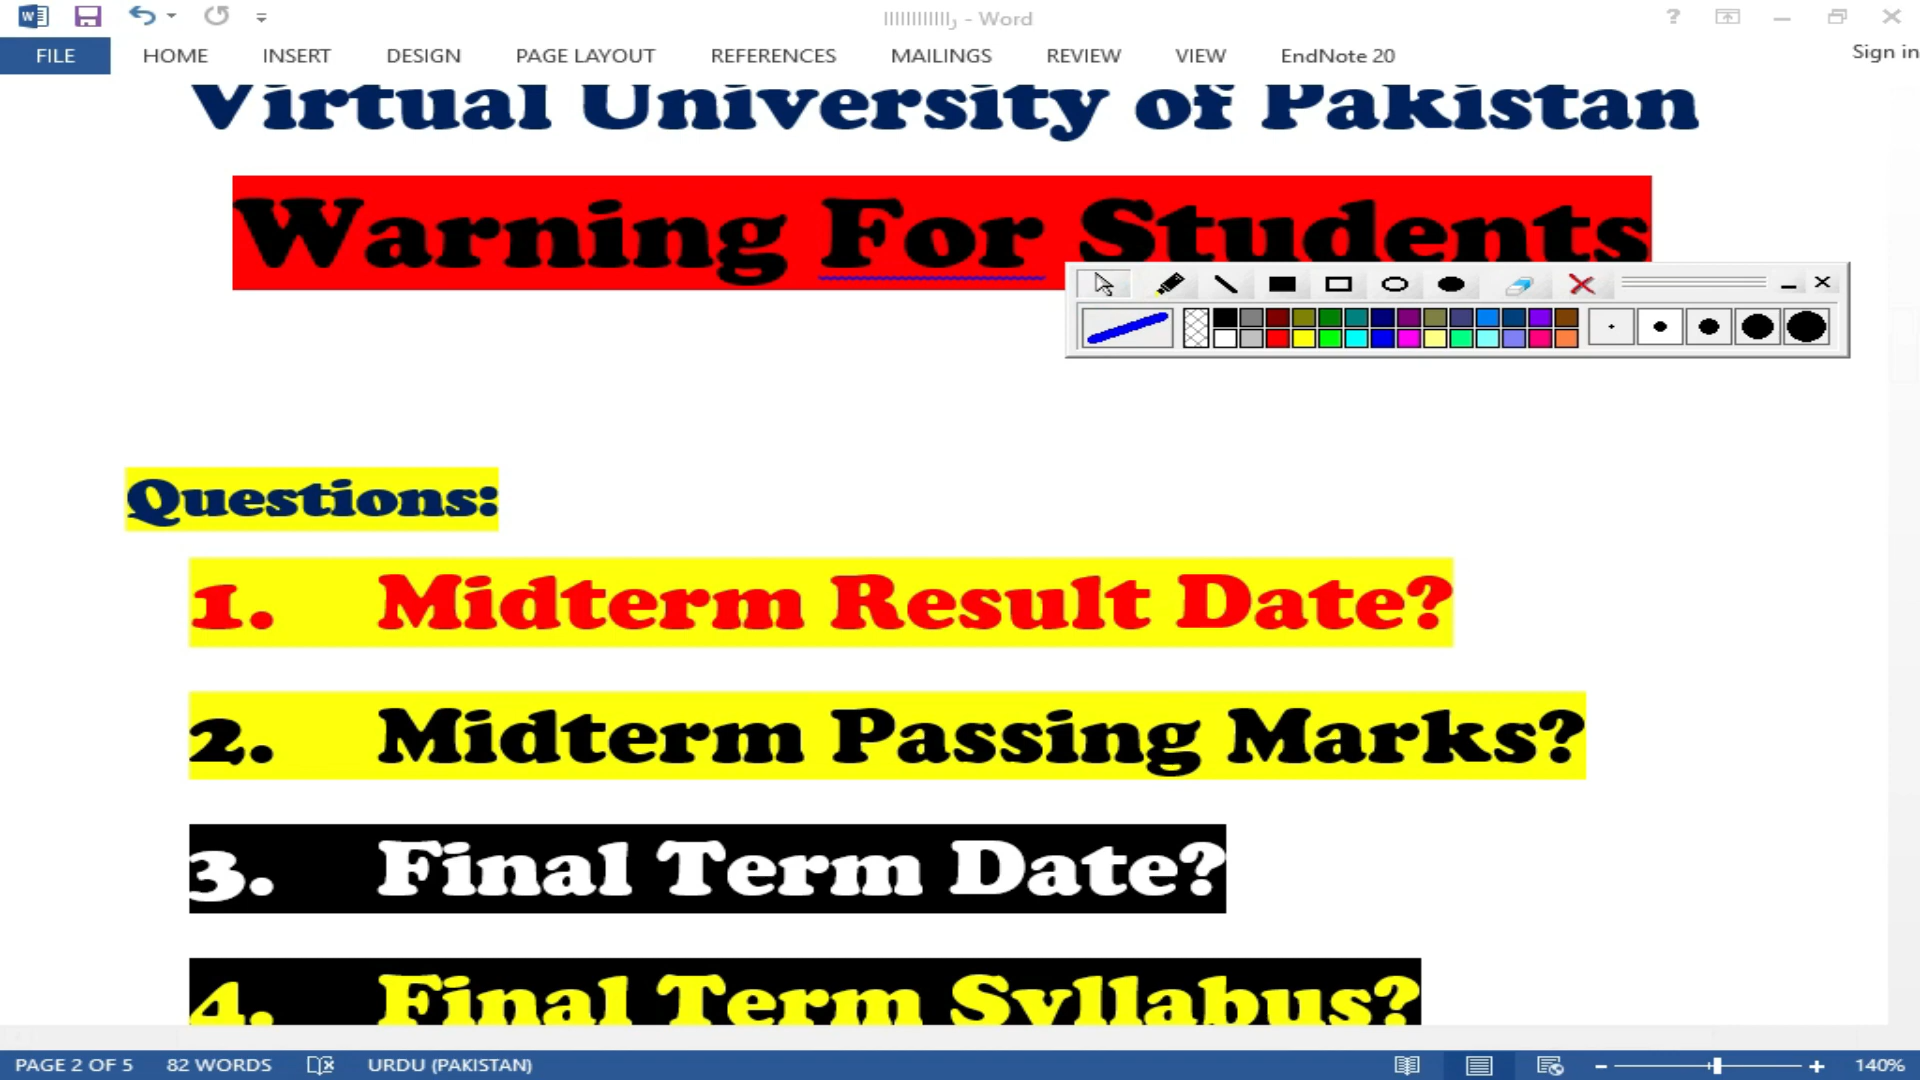 ااااااااااار - Word
FILE HOME INSERT DESIGN PAGE LAYOUT REFERENCES MAILINGS REVIEW VIEW EndNote 20 Sign in
Virtual University of Pakistan
Warning For Students
Questions:
1. Midterm Result Date?
2. Midterm Passing Marks?
3. Final Term Date?
4. Final Term Syllabus?
PAGE 2 OF 5 82 WORDS URDU (PAKISTAN) 140%